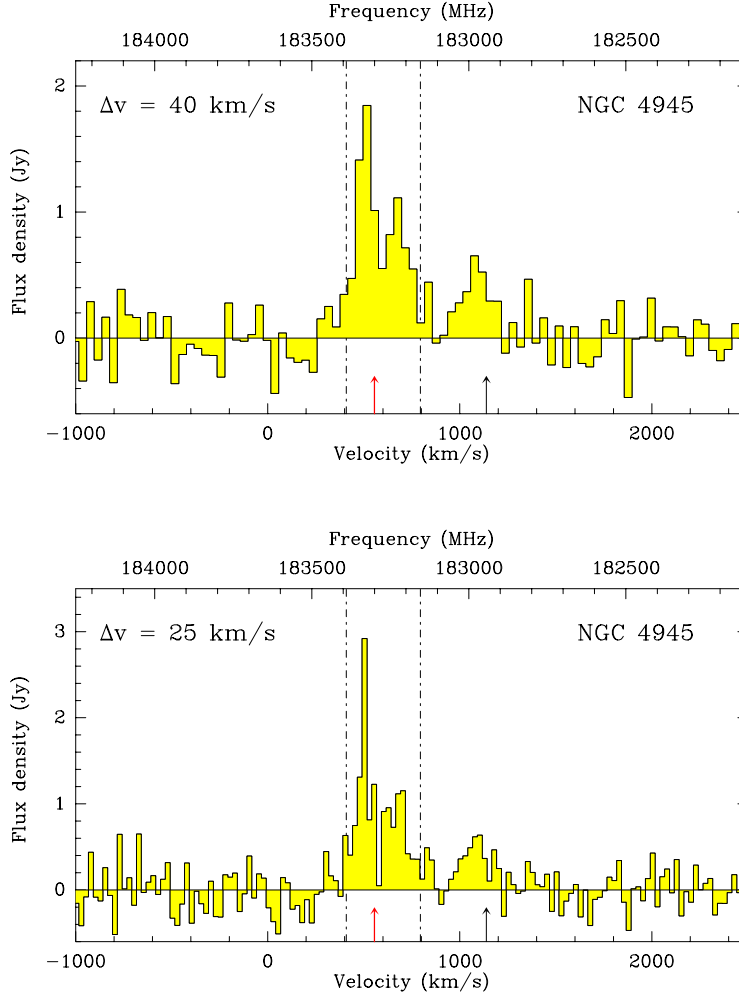 Frequency (MHz)
184000 183500 183000 182500
Δv = 40 km/s NGC 4945
Flux density (Jy)
2
1
0
−1000 0 1000 2000
Velocity (km/s)
Frequency (MHz)
184000 183500 183000 182500
Δv = 25 km/s NGC 4945
Flux density (Jy)
3
2
1
0
−1000 0 1000 2000
Velocity (km/s)